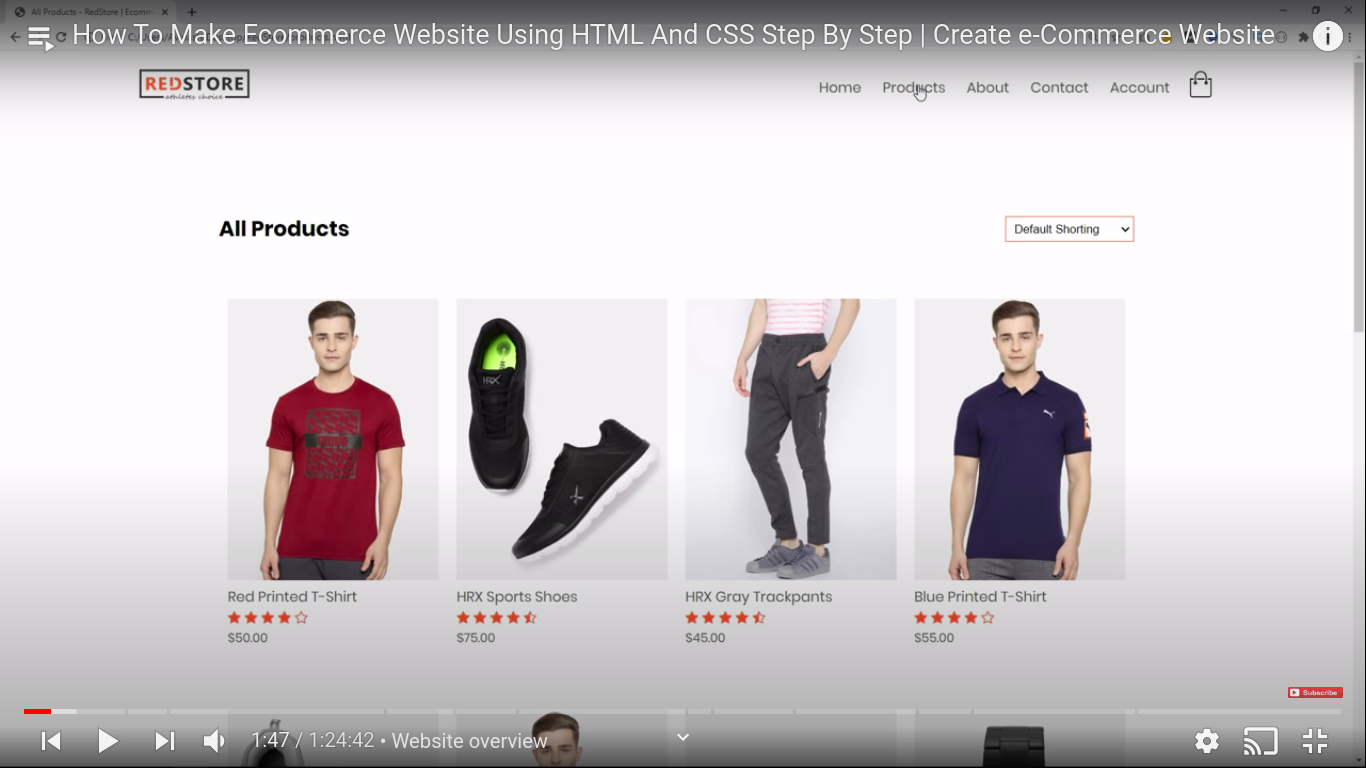 All Products - RedStore | Ecomm
How To Make Ecommerce Website Using HTML And CSS Step By Step | Create e-Commerce Website
REDSTORE
athletes choice
Home Products About Contact Account
All Products
Default Shorting
HRX
Red Printed T-Shirt HRX Sports Shoes HRX Gray Trackpants Blue Printed T-Shirt
$50.00 $75.00 $45.00 $55.00
Subscribe
1:47 / 1:24:42 • Website overview